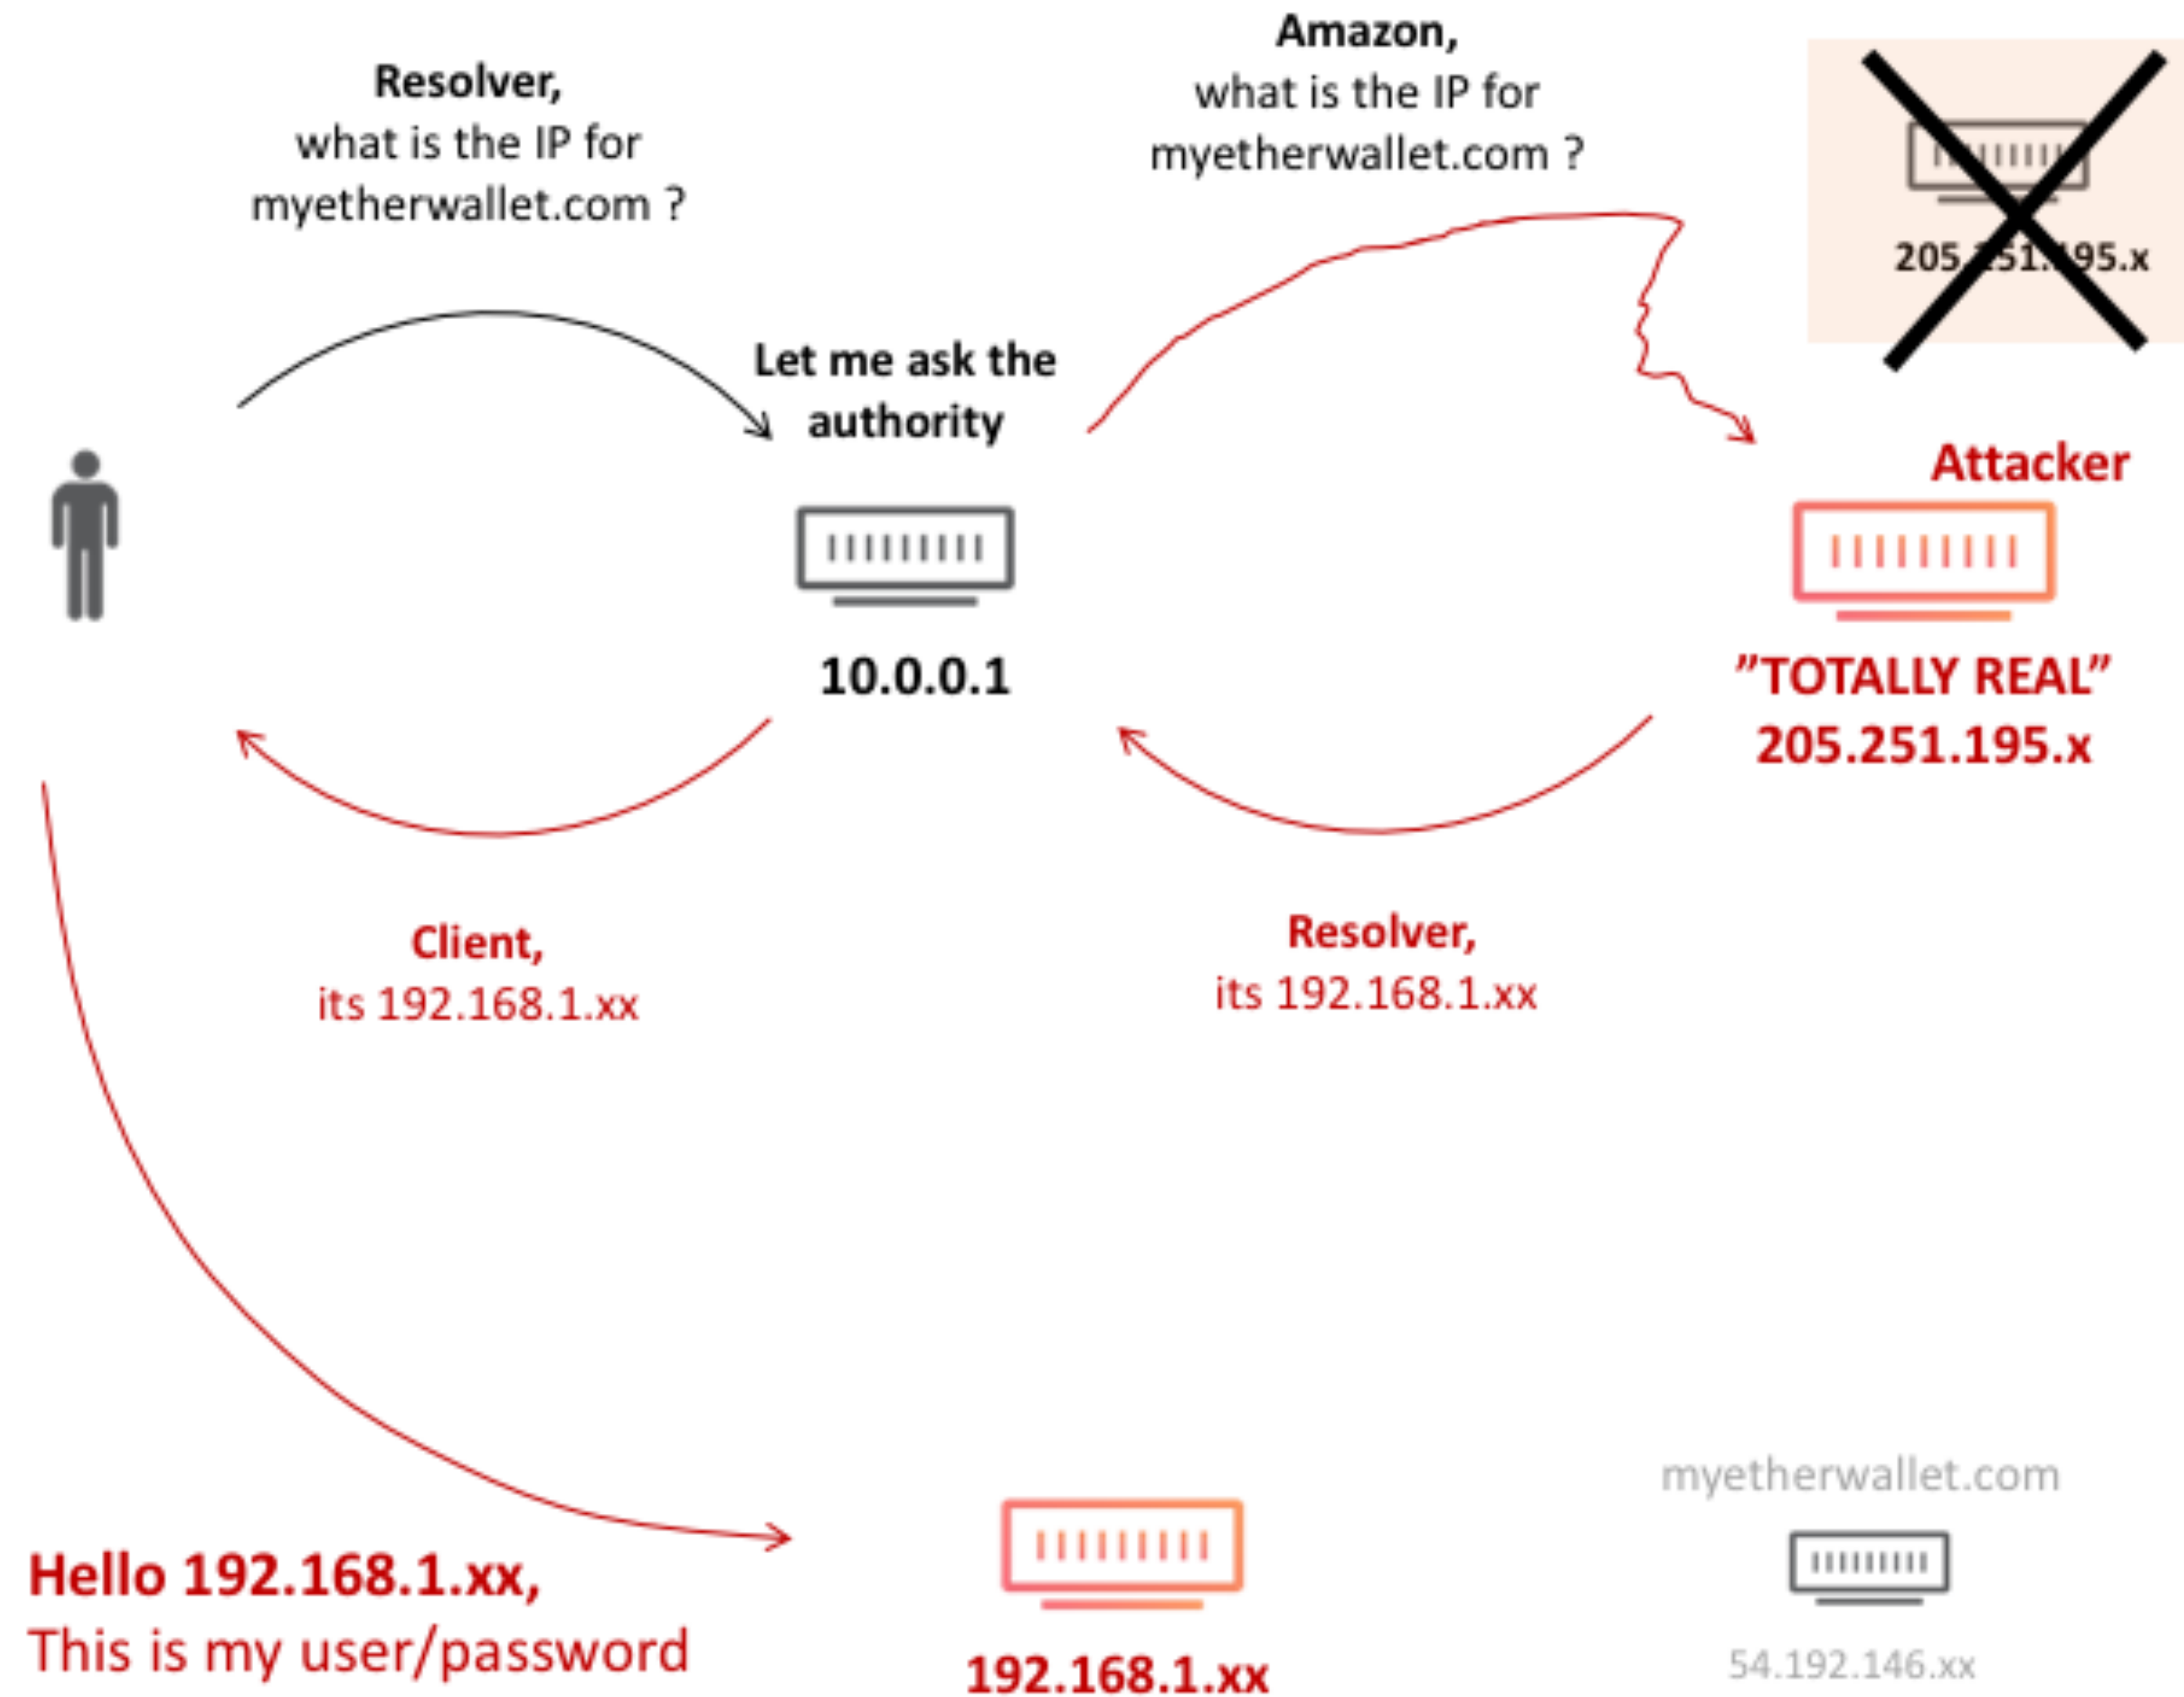 Resolver,
what is the IP for
myetherwallet.com ?
Amazon,
what is the IP for
myetherwallet.com ?
205.251.195.x
Let me ask the
authority
Attacker
10.0.0.1
”TOTALLY REAL”
205.251.195.x
Client,
its 192.168.1.xx
Resolver,
its 192.168.1.xx
Hello 192.168.1.xx,
This is my user/password
192.168.1.xx
myetherwallet.com
54.192.146.xx